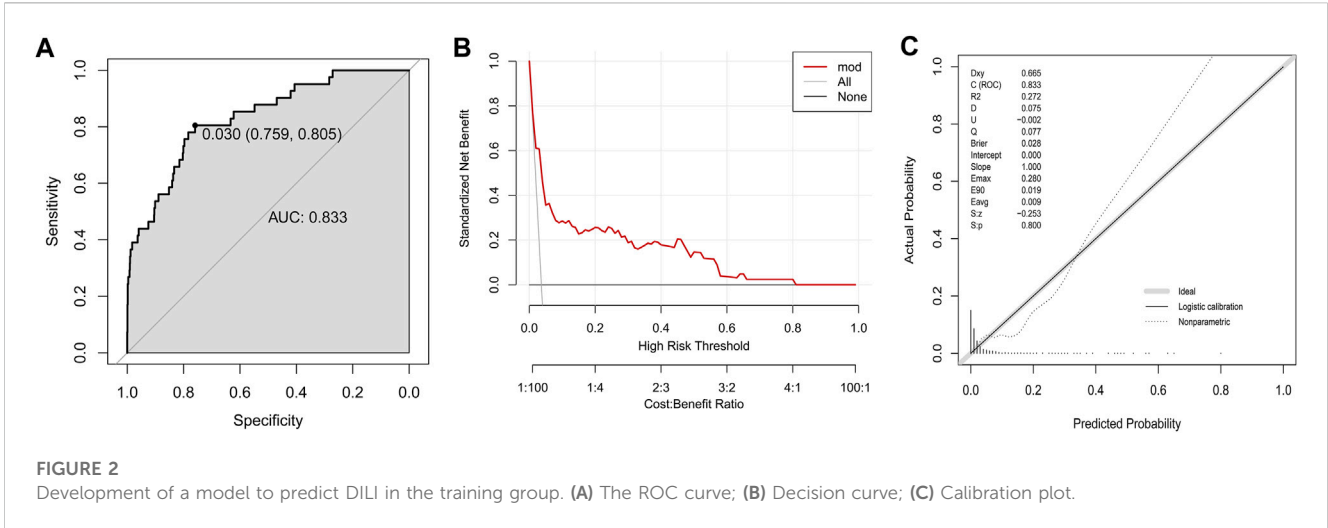 A
Sensitivity
1.0
0.8
0.6
0.4
0.2
0.0
0.030 (0.759, 0.805)
AUC: 0.833
1.0 0.8 0.6 0.4 0.2 0.0
Specificity
B
Standardized Net Benefit
1.0
0.8
0.6
0.4
0.2
0.0
mod
All
None
0.0 0.2 0.4 0.6 0.8 1.0
High Risk Threshold
1:100 1:4 2:3 3:2 4:1 100:1
Cost:Benefit Ratio
C
Actual Probability
1.0
0.8
0.6
0.4
0.2
0.0
Dxy 0.665
C (ROC) 0.833
R2 0.272
D 0.075
U −0.002
Q 0.077
Brier 0.028
Intercept 0.000
Slope 1.000
Emax 0.280
E90 0.019
Eavg 0.009
S:z −0.253
S:p 0.800
Ideal
Logistic calibration
Nonparametric
0.0 0.2 0.4 0.6 0.8 1.0
Predicted Probability
FIGURE 2
Development of a model to predict DILI in the training group. (A) The ROC curve; (B) Decision curve; (C) Calibration plot.